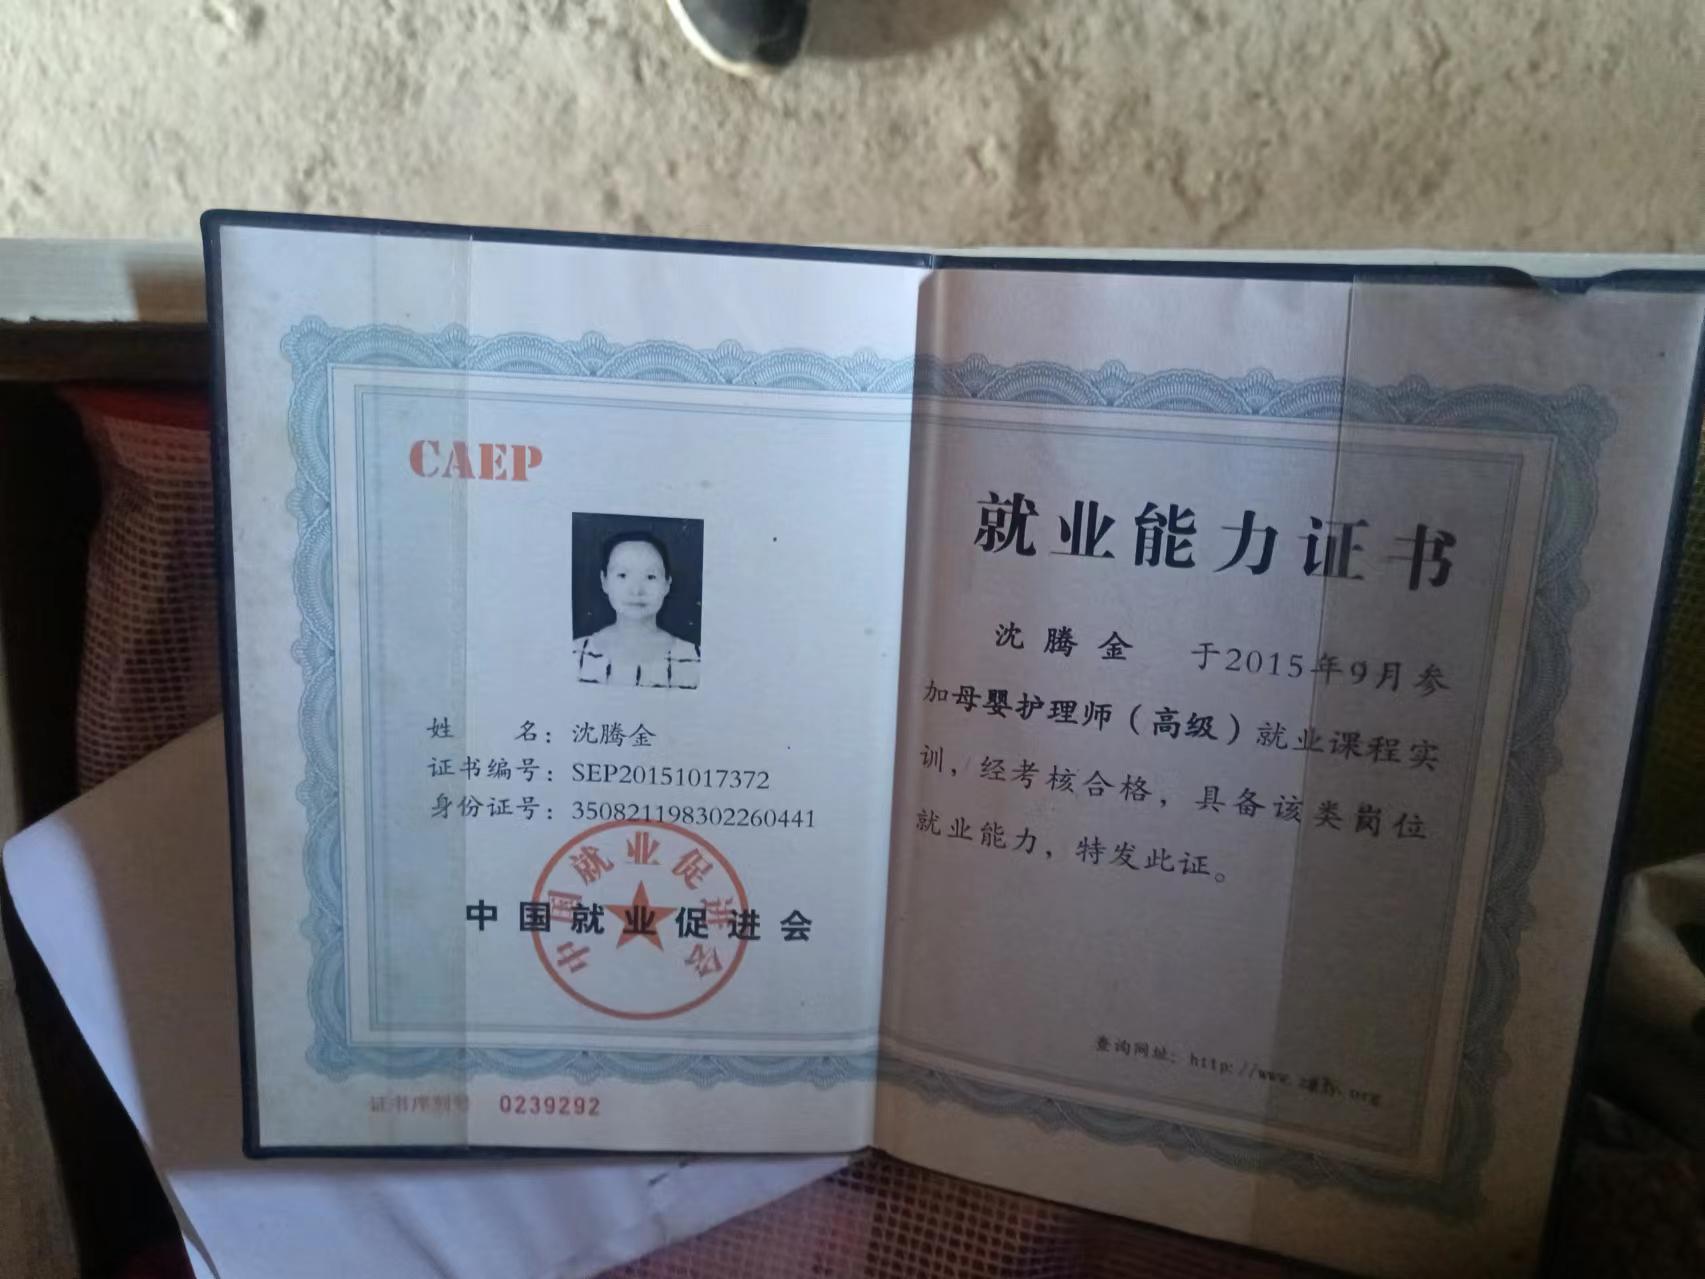 CAEP
姓 名：沈腾金
证书编号：SEP20151017372
身份证号：350821198302260441
中国就业促进会
中国就业促进会
证书序列号 0239292
就业能力证书
沈腾金 于2015年9月参
加母婴护理师（高级）就业课程实
训，经考核合格，具备该类岗位
就业能力，特发此证。
查询网址：http://www.zgjy.org